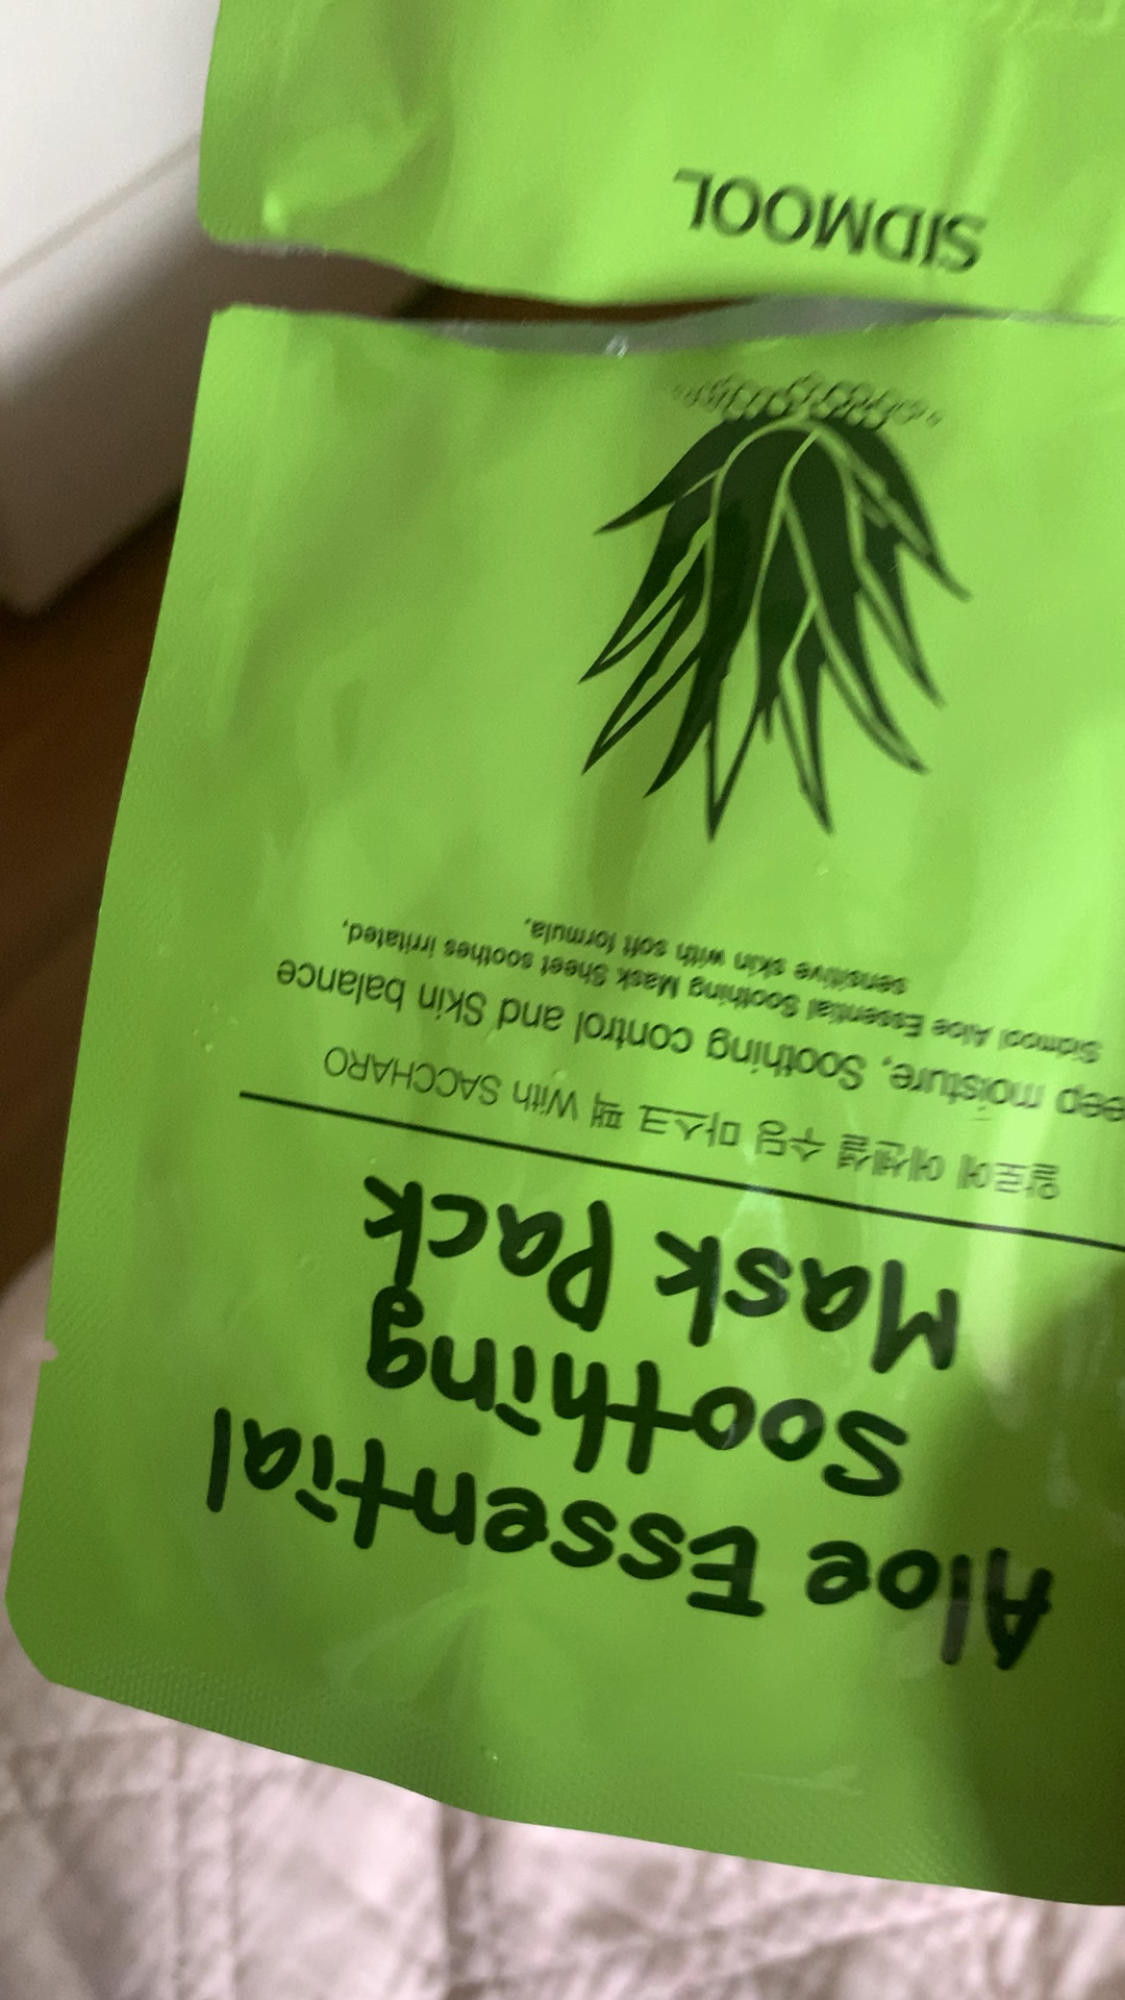 Aloe Essential
Soothing
Mask Pack
알로에 에센셜 수딩 마스크 팩 With SACCHARO
eep moisture, Soothing control and Skin balance
Sidmool Aloe Essential Soothing Mask Sheet soothes irritated,
sensitive skin with soft formula.
SIDMOOL